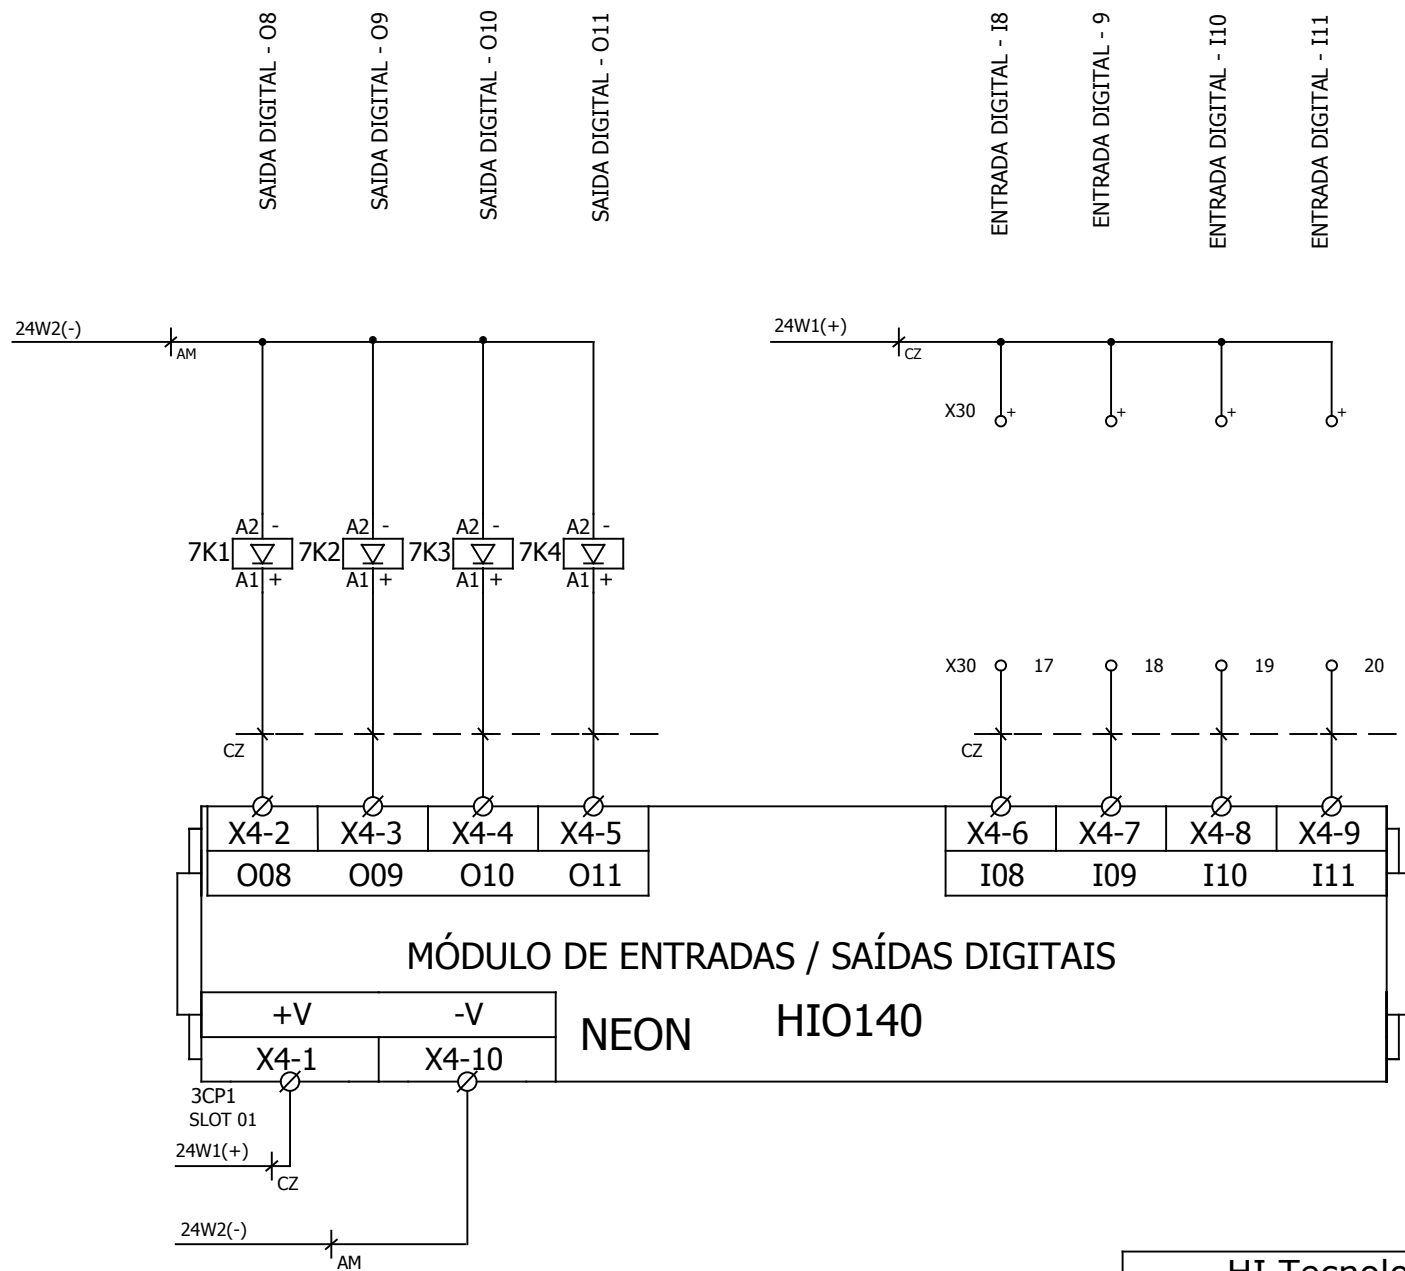 SAIDA DIGITAL - O8
SAIDA DIGITAL - O9
SAIDA DIGITAL - O10
SAIDA DIGITAL - O11
ENTRADA DIGITAL - I8
ENTRADA DIGITAL - 9
ENTRADA DIGITAL - I10
ENTRADA DIGITAL - I11
24W2(-)
AM
24W1(+)
CZ
X30 + + + +
A2 - A2 - A2 - A2 -
7K1 7K2 7K3 7K4
A1 + A1 + A1 + A1 +
X30 17 18 19 20
CZ CZ
X4-2 X4-3 X4-4 X4-5 X4-6 X4-7 X4-8 X4-9
O08 O09 O10 O11 I08 I09 I10 I11
MÓDULO DE ENTRADAS / SAÍDAS DIGITAIS
+V -V
NEON HIO140
X4-1 X4-10
3CP1
SLOT 01
24W1(+)
CZ
24W2(-)
AM